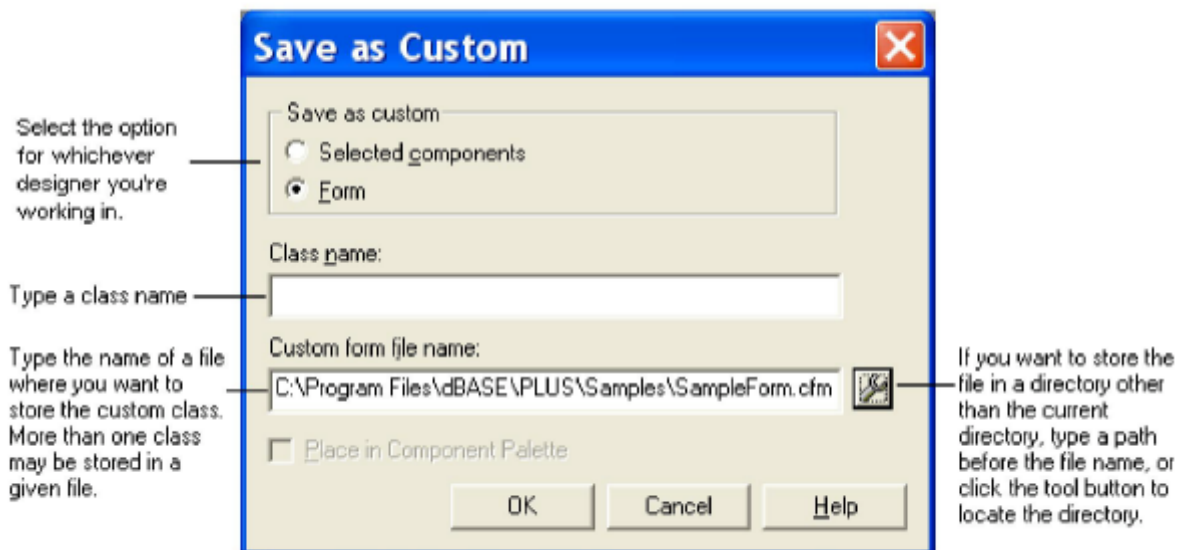 Save as Custom
Select the option
for whichever
designer you're
working in.
Save as custom
Selected components
Form
Class name:
Type a class name
Type the name of a file
where you want to
store the custom class.
More than one class
may be stored in a
given file.
Custom form file name:
C:\Program Files\dBASE\PLUS\Samples\SampleForm.cfm
Place in Component Palette
OK
Cancel
Help
If you want to store the
file in a directory other
than the current
directory, type a path
before the file name, or
click the tool button to
locate the directory.